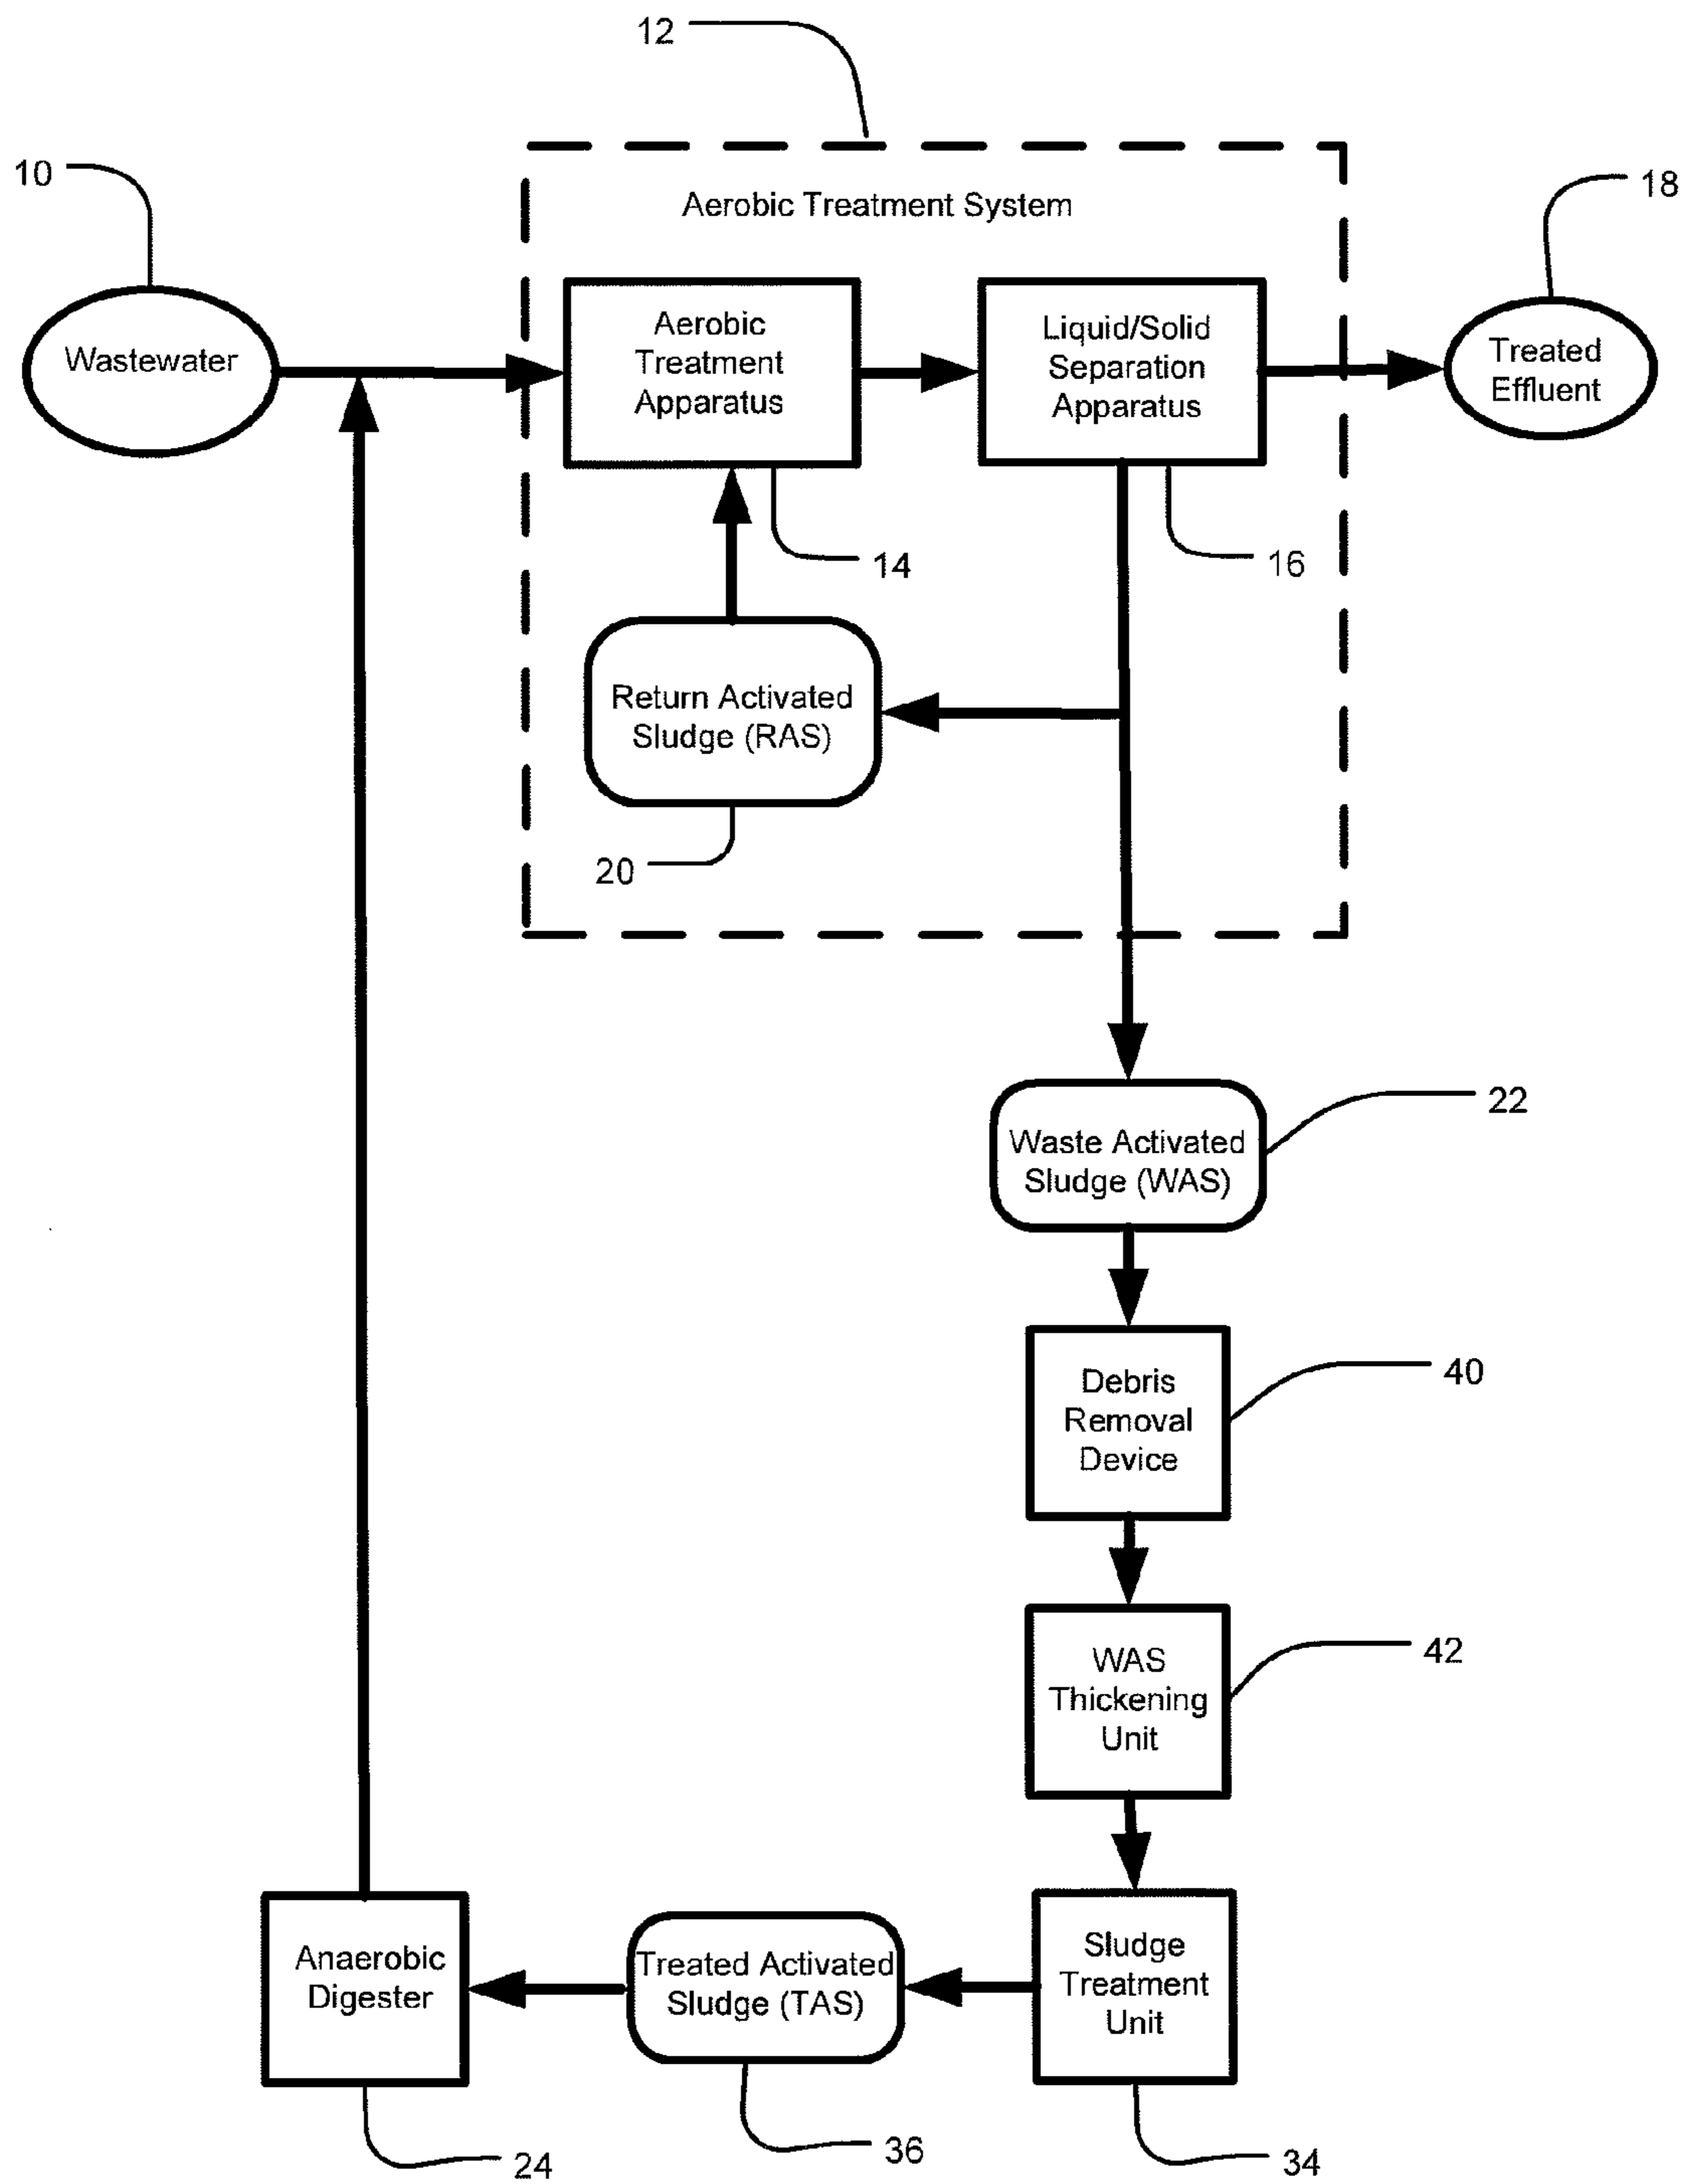 12
10
18
Aerobic Treatment System
Wastewater
Aerobic
Treatment
Apparatus
Liquid/Solid
Separation
Apparatus
Treated
Effluent
14
16
Return Activated
Sludge (RAS)
20
22
Waste Activated
Sludge (WAS)
40
Debris
Removal
Device
42
WAS
Thickening
Unit
Anaerobic
Digester
Treated Activated
Sludge (TAS)
Sludge
Treatment
Unit
24
36
34